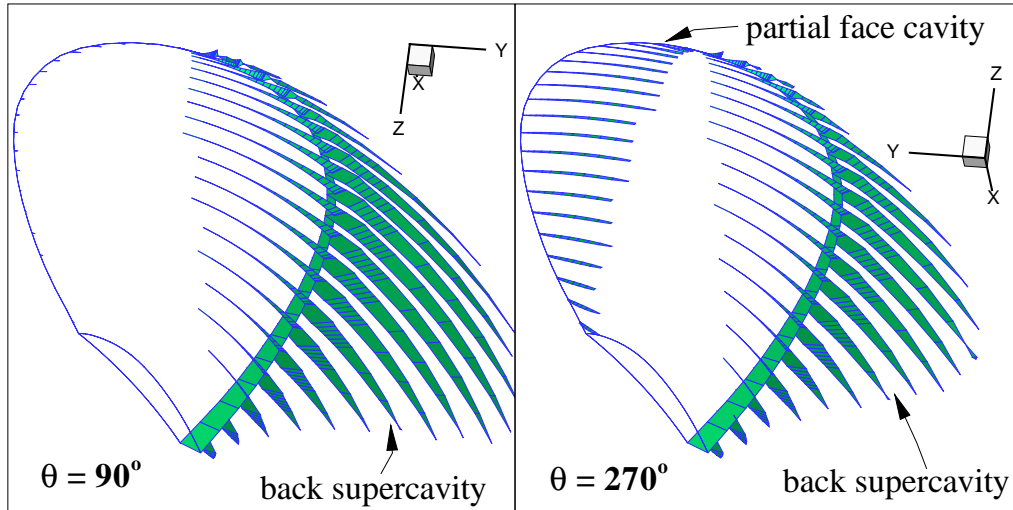 Y
X
Z
θ = 90°
back supercavity
partial face cavity
Z
Y
X
θ = 270°
back supercavity